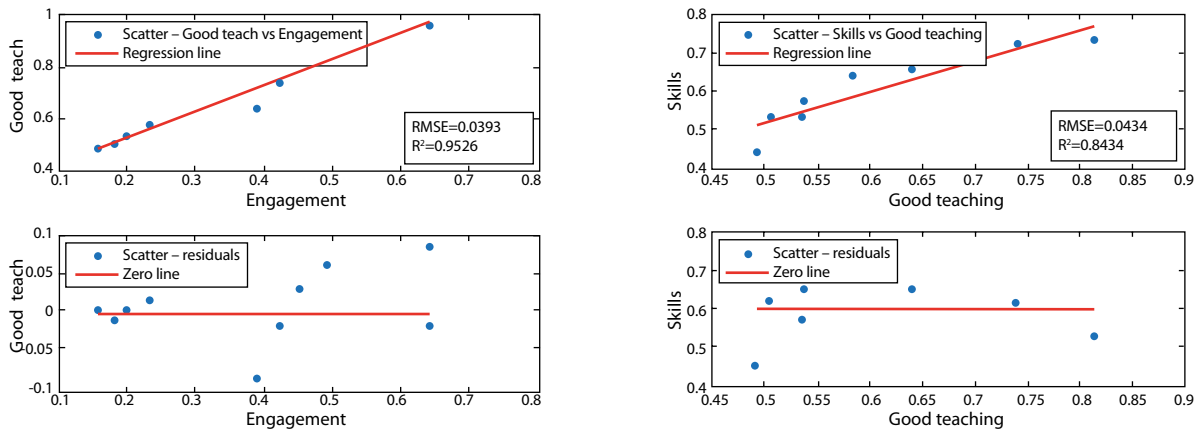 Good teach
1
0.8
0.6
0.4
Scatter – Good teach vs Engagement
Regression line
RMSE=0.0393
R²=0.9526
0.1 0.2 0.3 0.4 0.5 0.6 0.7 0.8
Engagement
Skills
0.8
0.7
0.6
0.5
0.4
Scatter – Skills vs Good teaching
Regression line
RMSE=0.0434
R²=0.8434
0.45 0.5 0.55 0.6 0.65 0.7 0.75 0.8 0.85 0.9
Good teaching
Good teach
0.1
0.05
0
-0.05
-0.1
Scatter – residuals
Zero line
0.1 0.2 0.3 0.4 0.5 0.6 0.7 0.8
Engagement
Skills
0.8
0.7
0.6
0.5
0.4
Scatter – residuals
Zero line
0.45 0.5 0.55 0.6 0.65 0.7 0.75 0.8 0.85 0.9
Good teaching